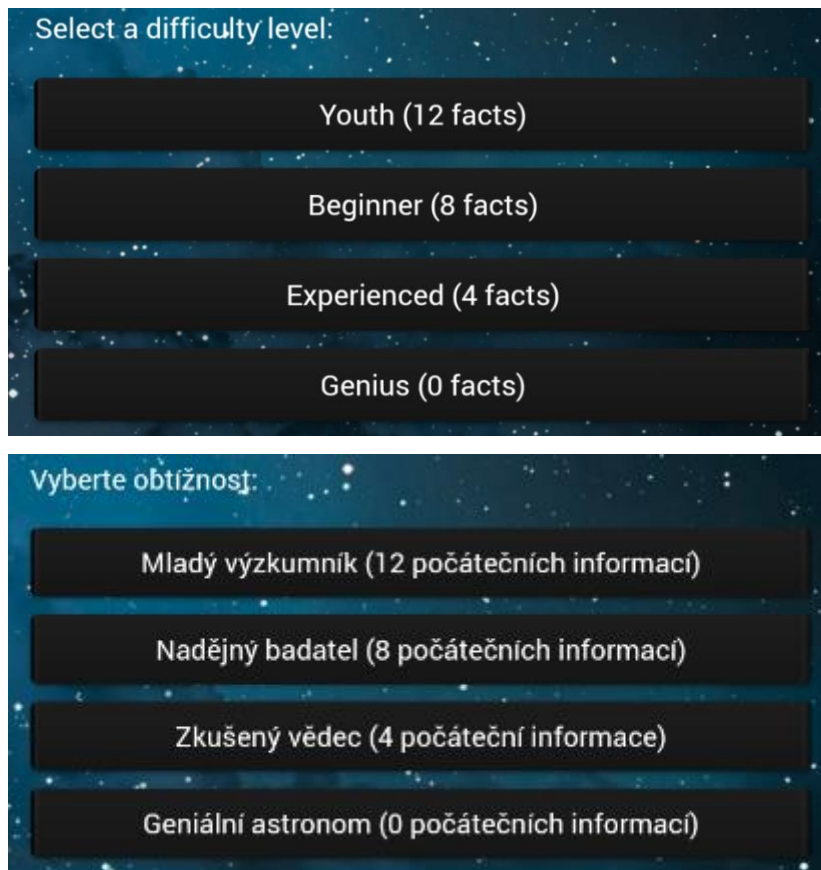 Select a difficulty level:
Youth (12 facts)
Beginner (8 facts)
Experienced (4 facts)
Genius (0 facts)
Vyberte obtížnost:
Mladý výzkumník (12 počátečních informací)
Nadějný badatel (8 počátečních informací)
Zkušený vědec (4 počáteční informace)
Geniální astronom (0 počátečních informací)